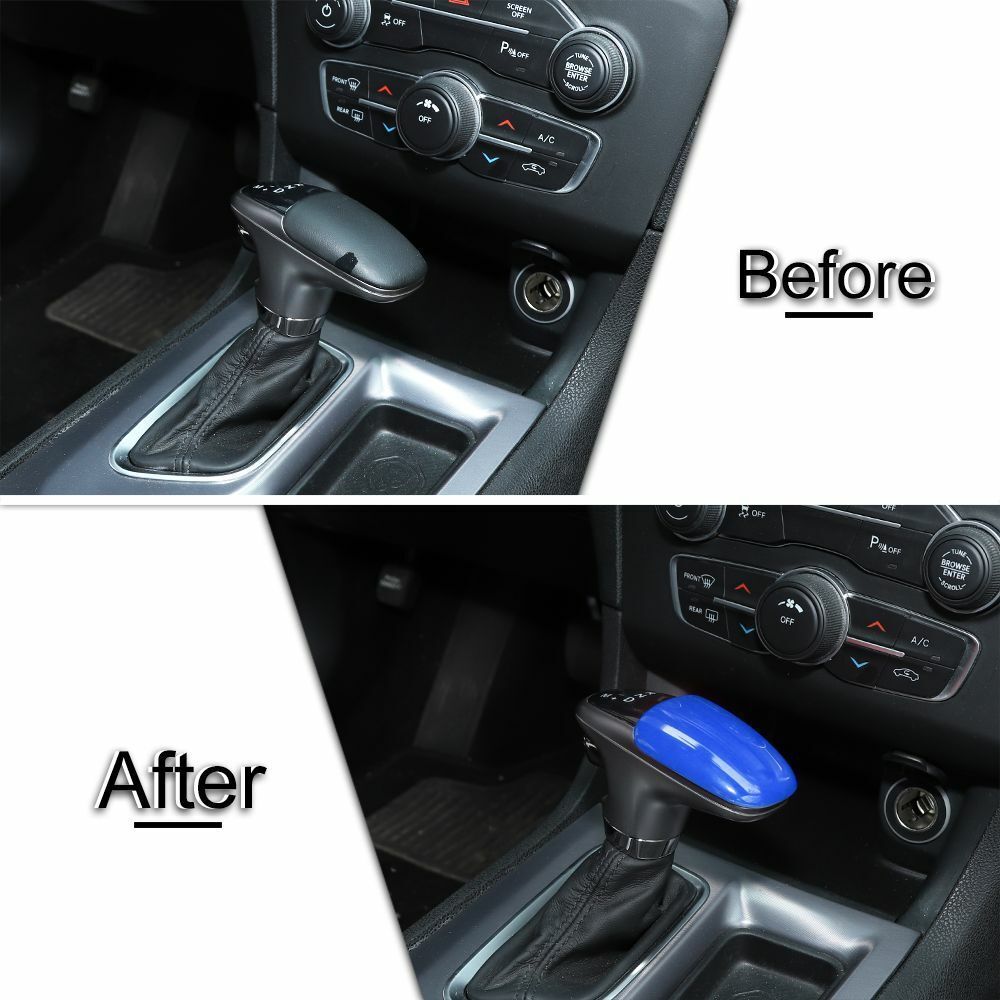 SCREEN
OFF
OFF
P OFF
TUNE
BROWSE
ENTER
SCROLL
FRONT
REAR
OFF
A/C
M + D N
Before
OFF
P OFF
TUNE
BROWSE
ENTER
SCROLL
FRONT
REAR
OFF
A/C
M + D N
After